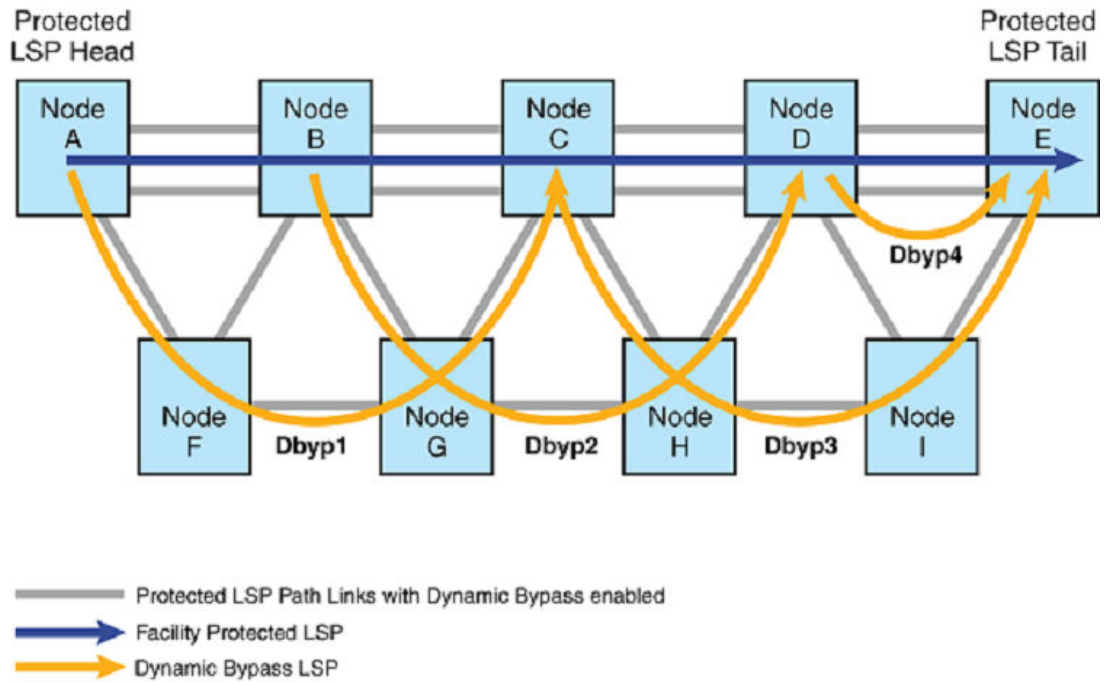 Protected
LSP Head
Protected
LSP Tail
Node
A
Node
B
Node
C
Node
D
Node
E
Dbyp4
Node
F
Dbyp1
Node
G
Dbyp2
Node
H
Dbyp3
Node
I
Protected LSP Path Links with Dynamic Bypass enabled
Facility Protected LSP
Dynamic Bypass LSP